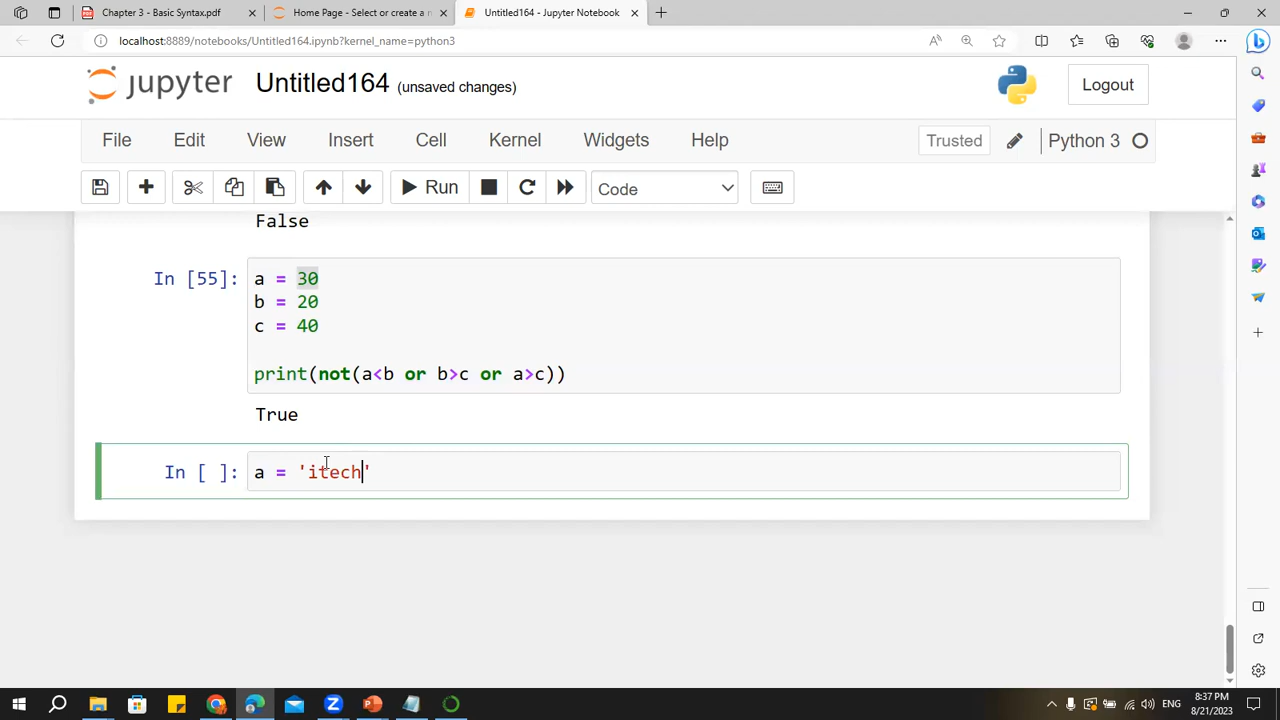 Chapter 3 - Basic Syntax.pdf
Home Page - Select or create a n
Untitled164 - Jupyter Notebook
localhost:8889/notebooks/Untitled164.ipynb?kernel_name=python3
jupyter Untitled164 (unsaved changes)
Logout
File Edit View Insert Cell Kernel Widgets Help
Trusted
Python 3
Run
Code
False
In [55]:
a = 30
b = 20
c = 40
print(not(a<b or b>c or a>c))
True
In [ ]:
a = 'itech'
ENG
8:37 PM
8/21/2023